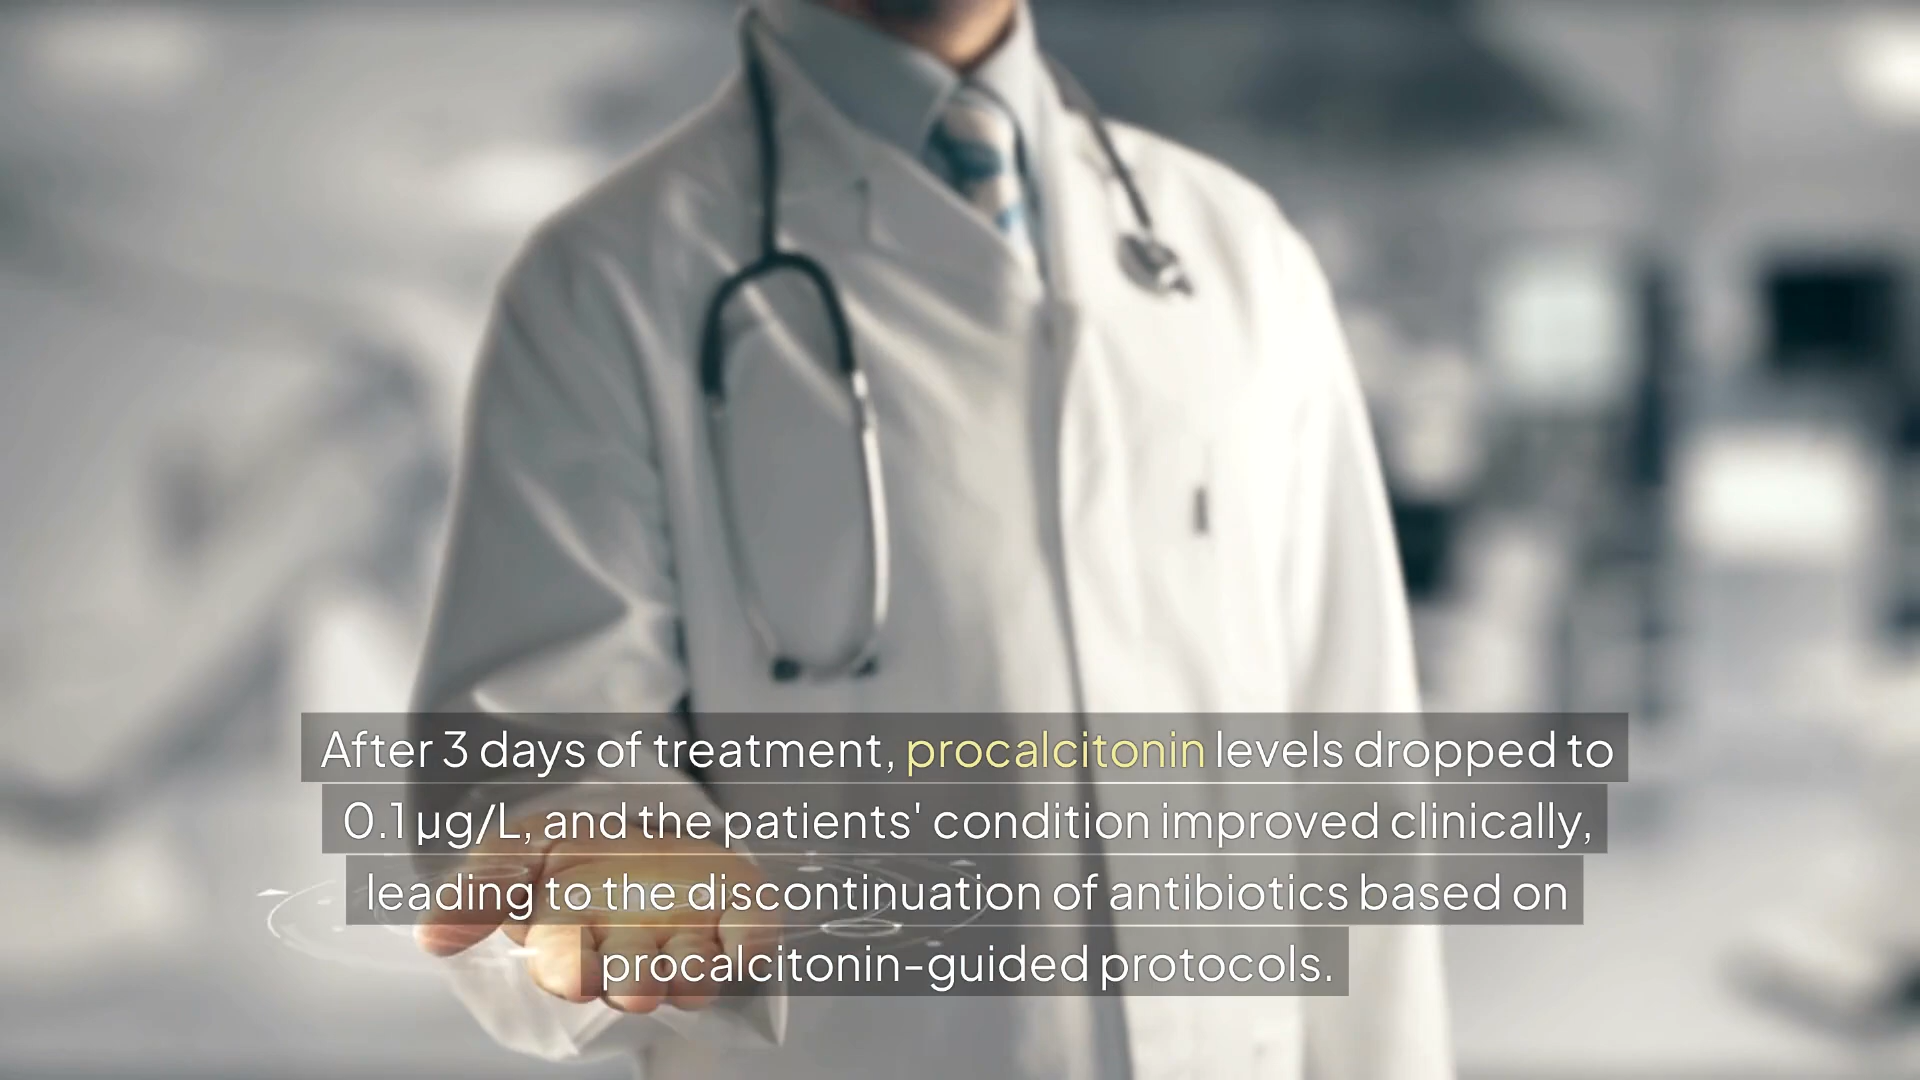 After 3 days of treatment, procalcitonin levels dropped to
0.1 µg/L, and the patients' condition improved clinically,
leading to the discontinuation of antibiotics based on
procalcitonin-guided protocols.